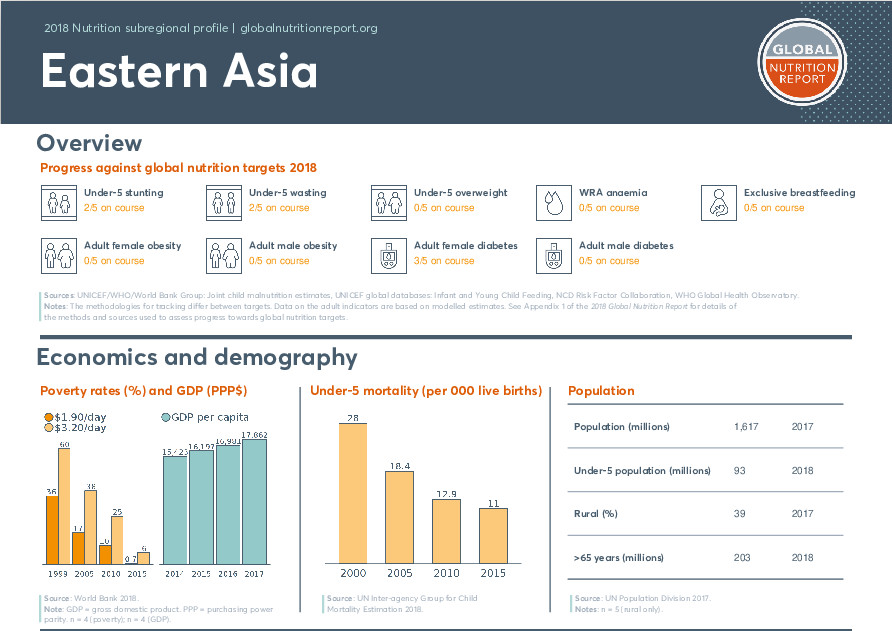 2018 Nutrition subregional profile | globalnutritionreport.org
Eastern Asia
GLOBAL
NUTRITION
REPORT
Overview
Progress against global nutrition targets 2018
Under-5 stunting
2/5 on course
Under-5 wasting
2/5 on course
Under-5 overweight
0/5 on course
WRA anaemia
0/5 on course
Exclusive breastfeeding
0/5 on course
Adult female obesity
0/5 on course
Adult male obesity
0/5 on course
Adult female diabetes
3/5 on course
Adult male diabetes
0/5 on course
Sources: UNICEF/WHO/World Bank Group: Joint child malnutrition estimates, UNICEF global databases: Infant and Young Child Feeding, NCD Risk Factor Collaboration, WHO Global Health Observatory.
Notes: The methodologies for tracking differ between targets. Data on the adult indicators are based on modelled estimates. See Appendix 1 of the 2018 Global Nutrition Report for details of
the methods and sources used to assess progress towards global nutrition targets.
Economics and demography
Poverty rates (%) and GDP (PPP$)
$1.90/day
$3.20/day
36 60 17 38 10 25 0.7 6
1999 2005 2010 2015
GDP per capita
15,423 16,197 16,981 17,862
2014 2015 2016 2017
Source: World Bank 2018.
Note: GDP = gross domestic product. PPP = purchasing power
parity. n = 4 (poverty); n = 4 (GDP).
Under-5 mortality (per 000 live births)
28 18.4 12.9 11
2000 2005 2010 2015
Source: UN Inter-agency Group for Child
Mortality Estimation 2018.
Population
Population (millions) 1,617 2017
Under-5 population (millions) 93 2018
Rural (%) 39 2017
>65 years (millions) 203 2018
Source: UN Population Division 2017.
Notes: n = 5 (rural only).